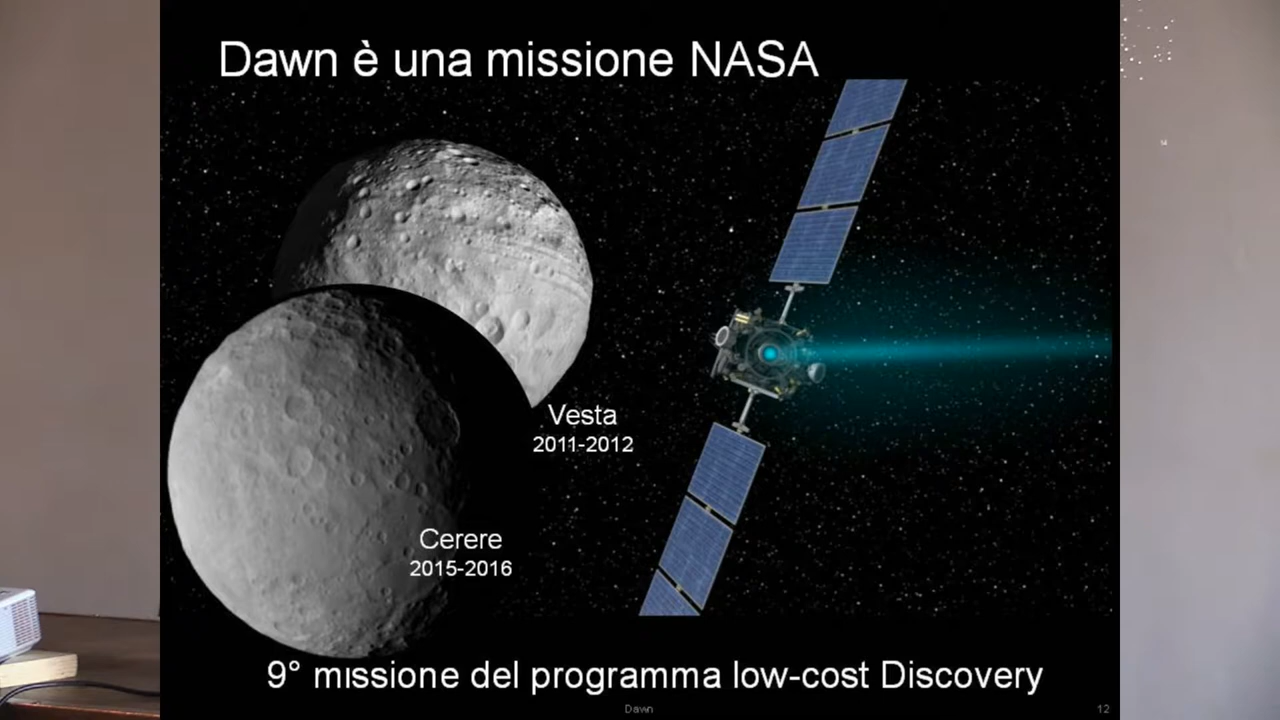 Dawn è una missione NASA
Vesta
2011-2012
Cerere
2015-2016
9° missione del programma low-cost Discovery
Dawn
12